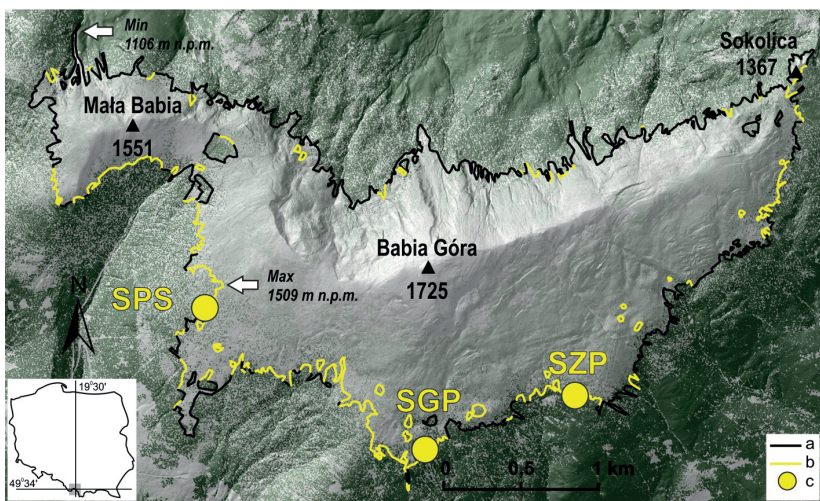 Min
1106 m n.p.m.
Sokolica
1367
Mała Babia
1551
Babia Góra
1725
Max
1509 m n.p.m.
N
SPS
SZP
SGP
19°30'
49°34'
0 0.5 1 km
a
b
c